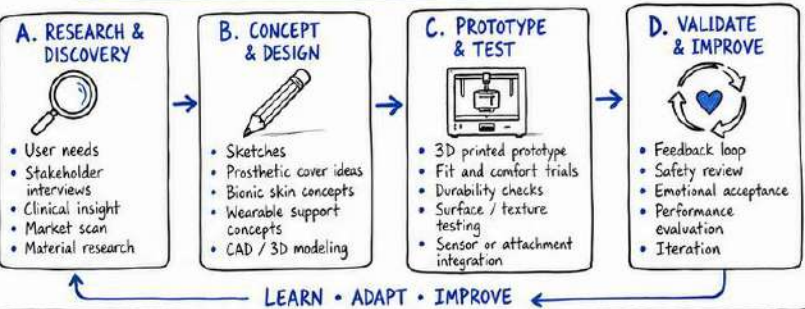 A. RESEARCH &
DISCOVERY
• User needs
• Stakeholder
interviews
• Clinical insight
• Market scan
• Material research
B. CONCEPT
& DESIGN
• Sketches
• Prosthetic cover ideas
• Bionic skin concepts
• Wearable support
concepts
• CAD / 3D modeling
C. PROTOTYPE
& TEST
• 3D printed prototype
• Fit and comfort trials
• Durability checks
• Surface / texture
testing
• Sensor or attachment
integration
D. VALIDATE
& IMPROVE
• Feedback loop
• Safety review
• Emotional acceptance
• Performance
evaluation
• Iteration
LEARN • ADAPT • IMPROVE